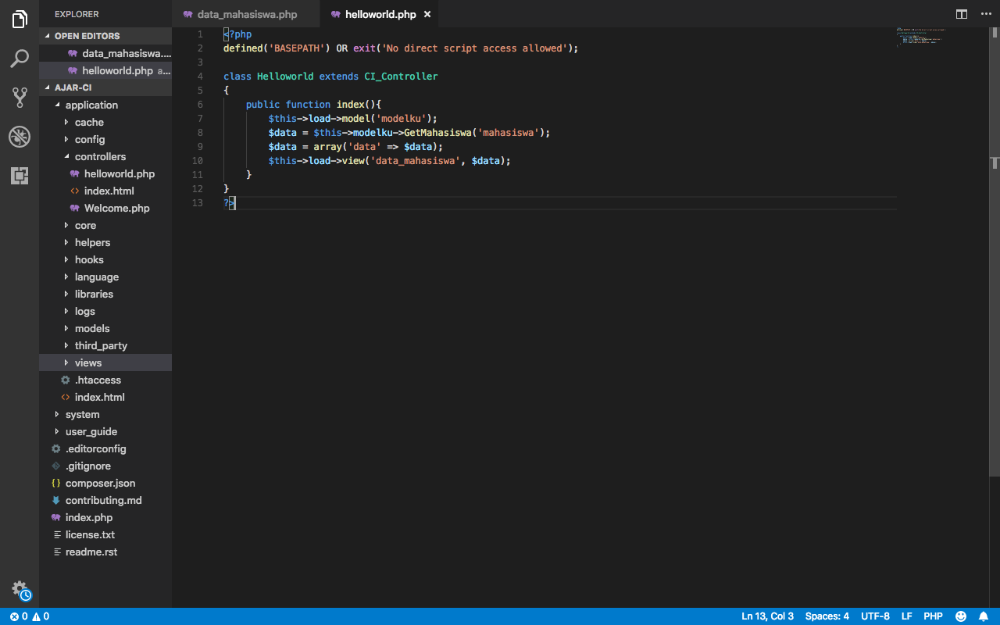 EXPLORER
OPEN EDITORS
data_mahasiswa....
helloworld.php a...
AJAR-CI
application
cache
config
controllers
helloworld.php
index.html
Welcome.php
core
helpers
hooks
language
libraries
logs
models
third_party
views
.htaccess
index.html
system
user_guide
.editorconfig
.gitignore
composer.json
contributing.md
index.php
license.txt
readme.rst
data_mahasiswa.php
helloworld.php
1 <?php
2 defined('BASEPATH') OR exit('No direct script access allowed');
3
4 class Helloworld extends CI_Controller
5 {
6     public function index(){
7         $this->load->model('modelku');
8         $data = $this->modelku->GetMahasiswa('mahasiswa');
9         $data = array('data' => $data);
10         $this->load->view('data_mahasiswa', $data);
11     }
12 }
13 ?>
0 0 Ln 13, Col 3 Spaces: 4 UTF-8 LF PHP